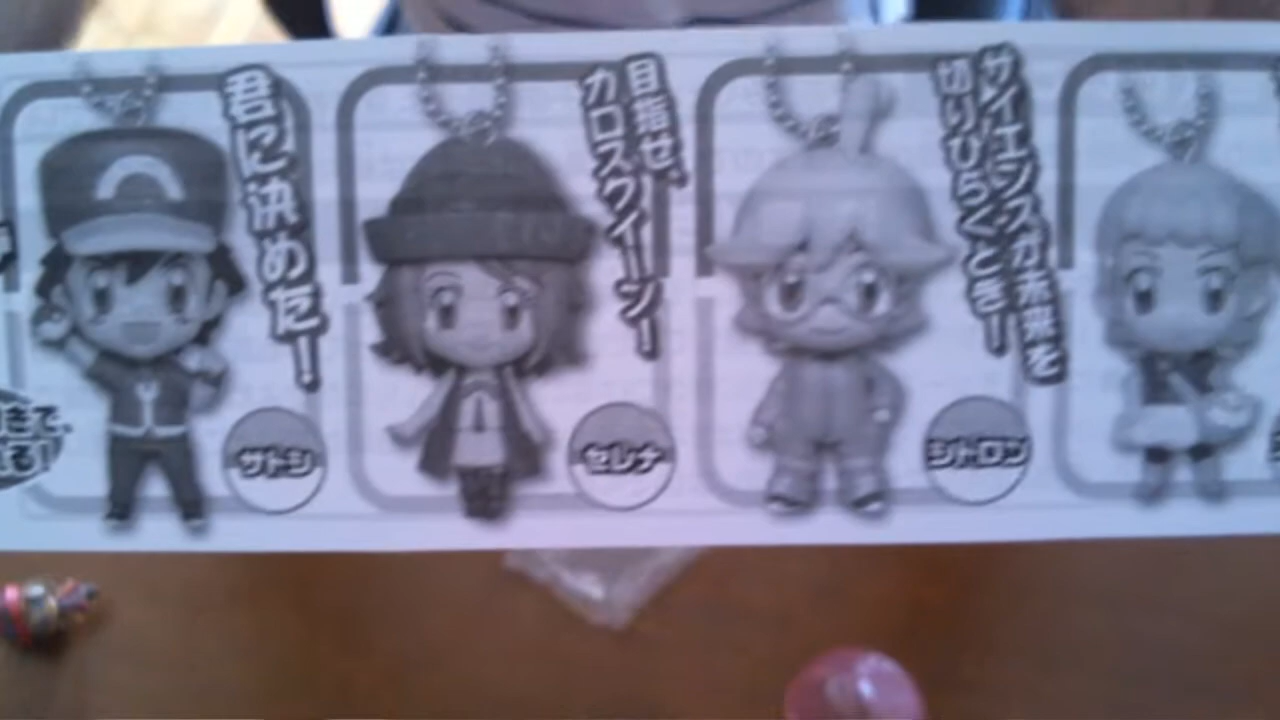 君に決めた!
サトシ
目指せ、
カロスクイーン!
セレナ
サイエンスが未来を
切りひらくとき!
シトロン